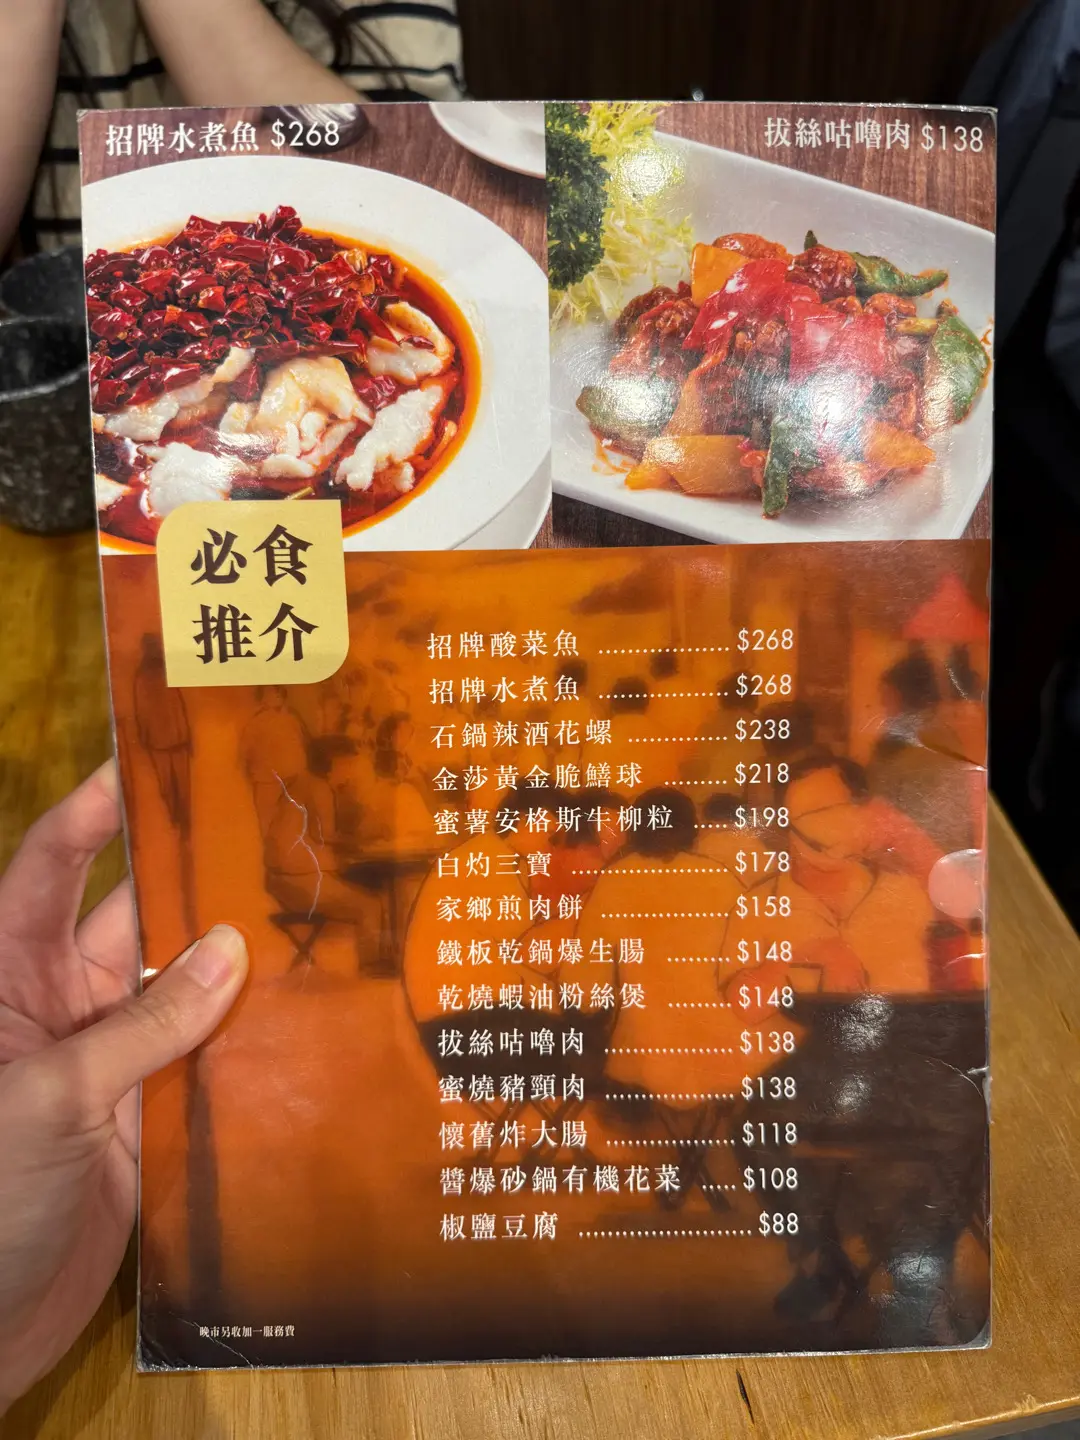 招牌水煮魚 $268
拔絲咕嚕肉 $138
必食
推介
招牌酸菜魚 .................. $268
招牌水煮魚 .................. $268
石鍋辣酒花螺 .............. $238
金莎黃金脆鱔球 ......... $218
蜜薯安格斯牛柳粒 ..... $198
白灼三寶 ...................... $178
家鄉煎肉餅 .................. $158
鐵板乾鍋爆生腸 ......... $148
乾燒蝦油粉絲煲 ......... $148
拔絲咕嚕肉 .................. $138
蜜燒豬頸肉 .................. $138
懷舊炸大腸 .................. $118
醬爆砂鍋有機花菜 ..... $108
椒鹽豆腐 ........................ $88
晚市另收加一服務費